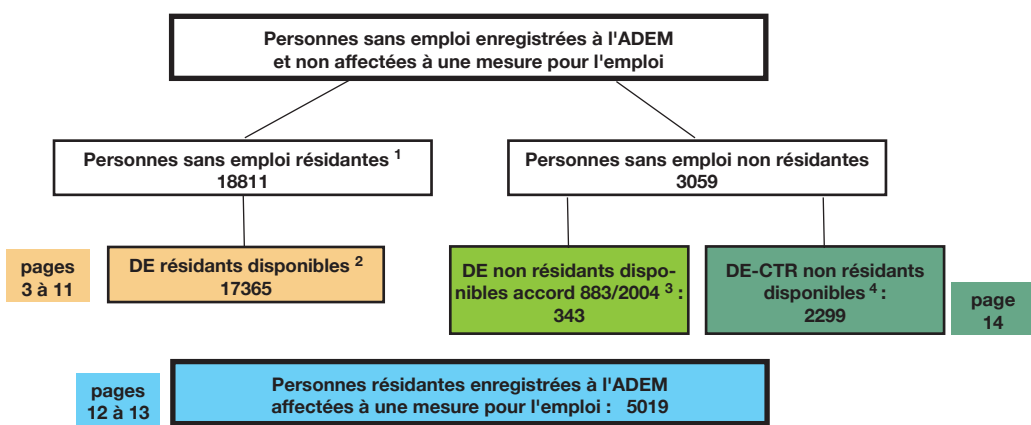 Personnes sans emploi enregistrées à l'ADEM
et non affectées à une mesure pour l'emploi
Personnes sans emploi résidantes 1
18811
Personnes sans emploi non résidantes
3059
pages
3 à 11
DE résidants disponibles 2
17365
DE non résidants dispo-
nibles accord 883/2004 3 :
343
DE-CTR non résidants
disponibles 4 :
2299
page
14
pages
12 à 13
Personnes résidantes enregistrées à l'ADEM
affectées à une mesure pour l'emploi : 5019